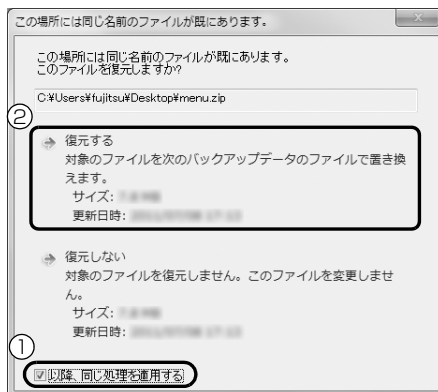 この場所には同じ名前のファイルが既にあります。
この場所には同じ名前のファイルが既にあります。
このファイルを復元しますか?
C:¥Users¥fujitsu¥Desktop¥menu.zip
②
復元する
対象のファイルを次のバックアップデータのファイルで置き換
えます。
サイズ:
更新日時:
復元しない
対象のファイルを復元しません。このファイルを変更しませ
ん。
サイズ:
更新日時:
①
以降、同じ処理を適用する